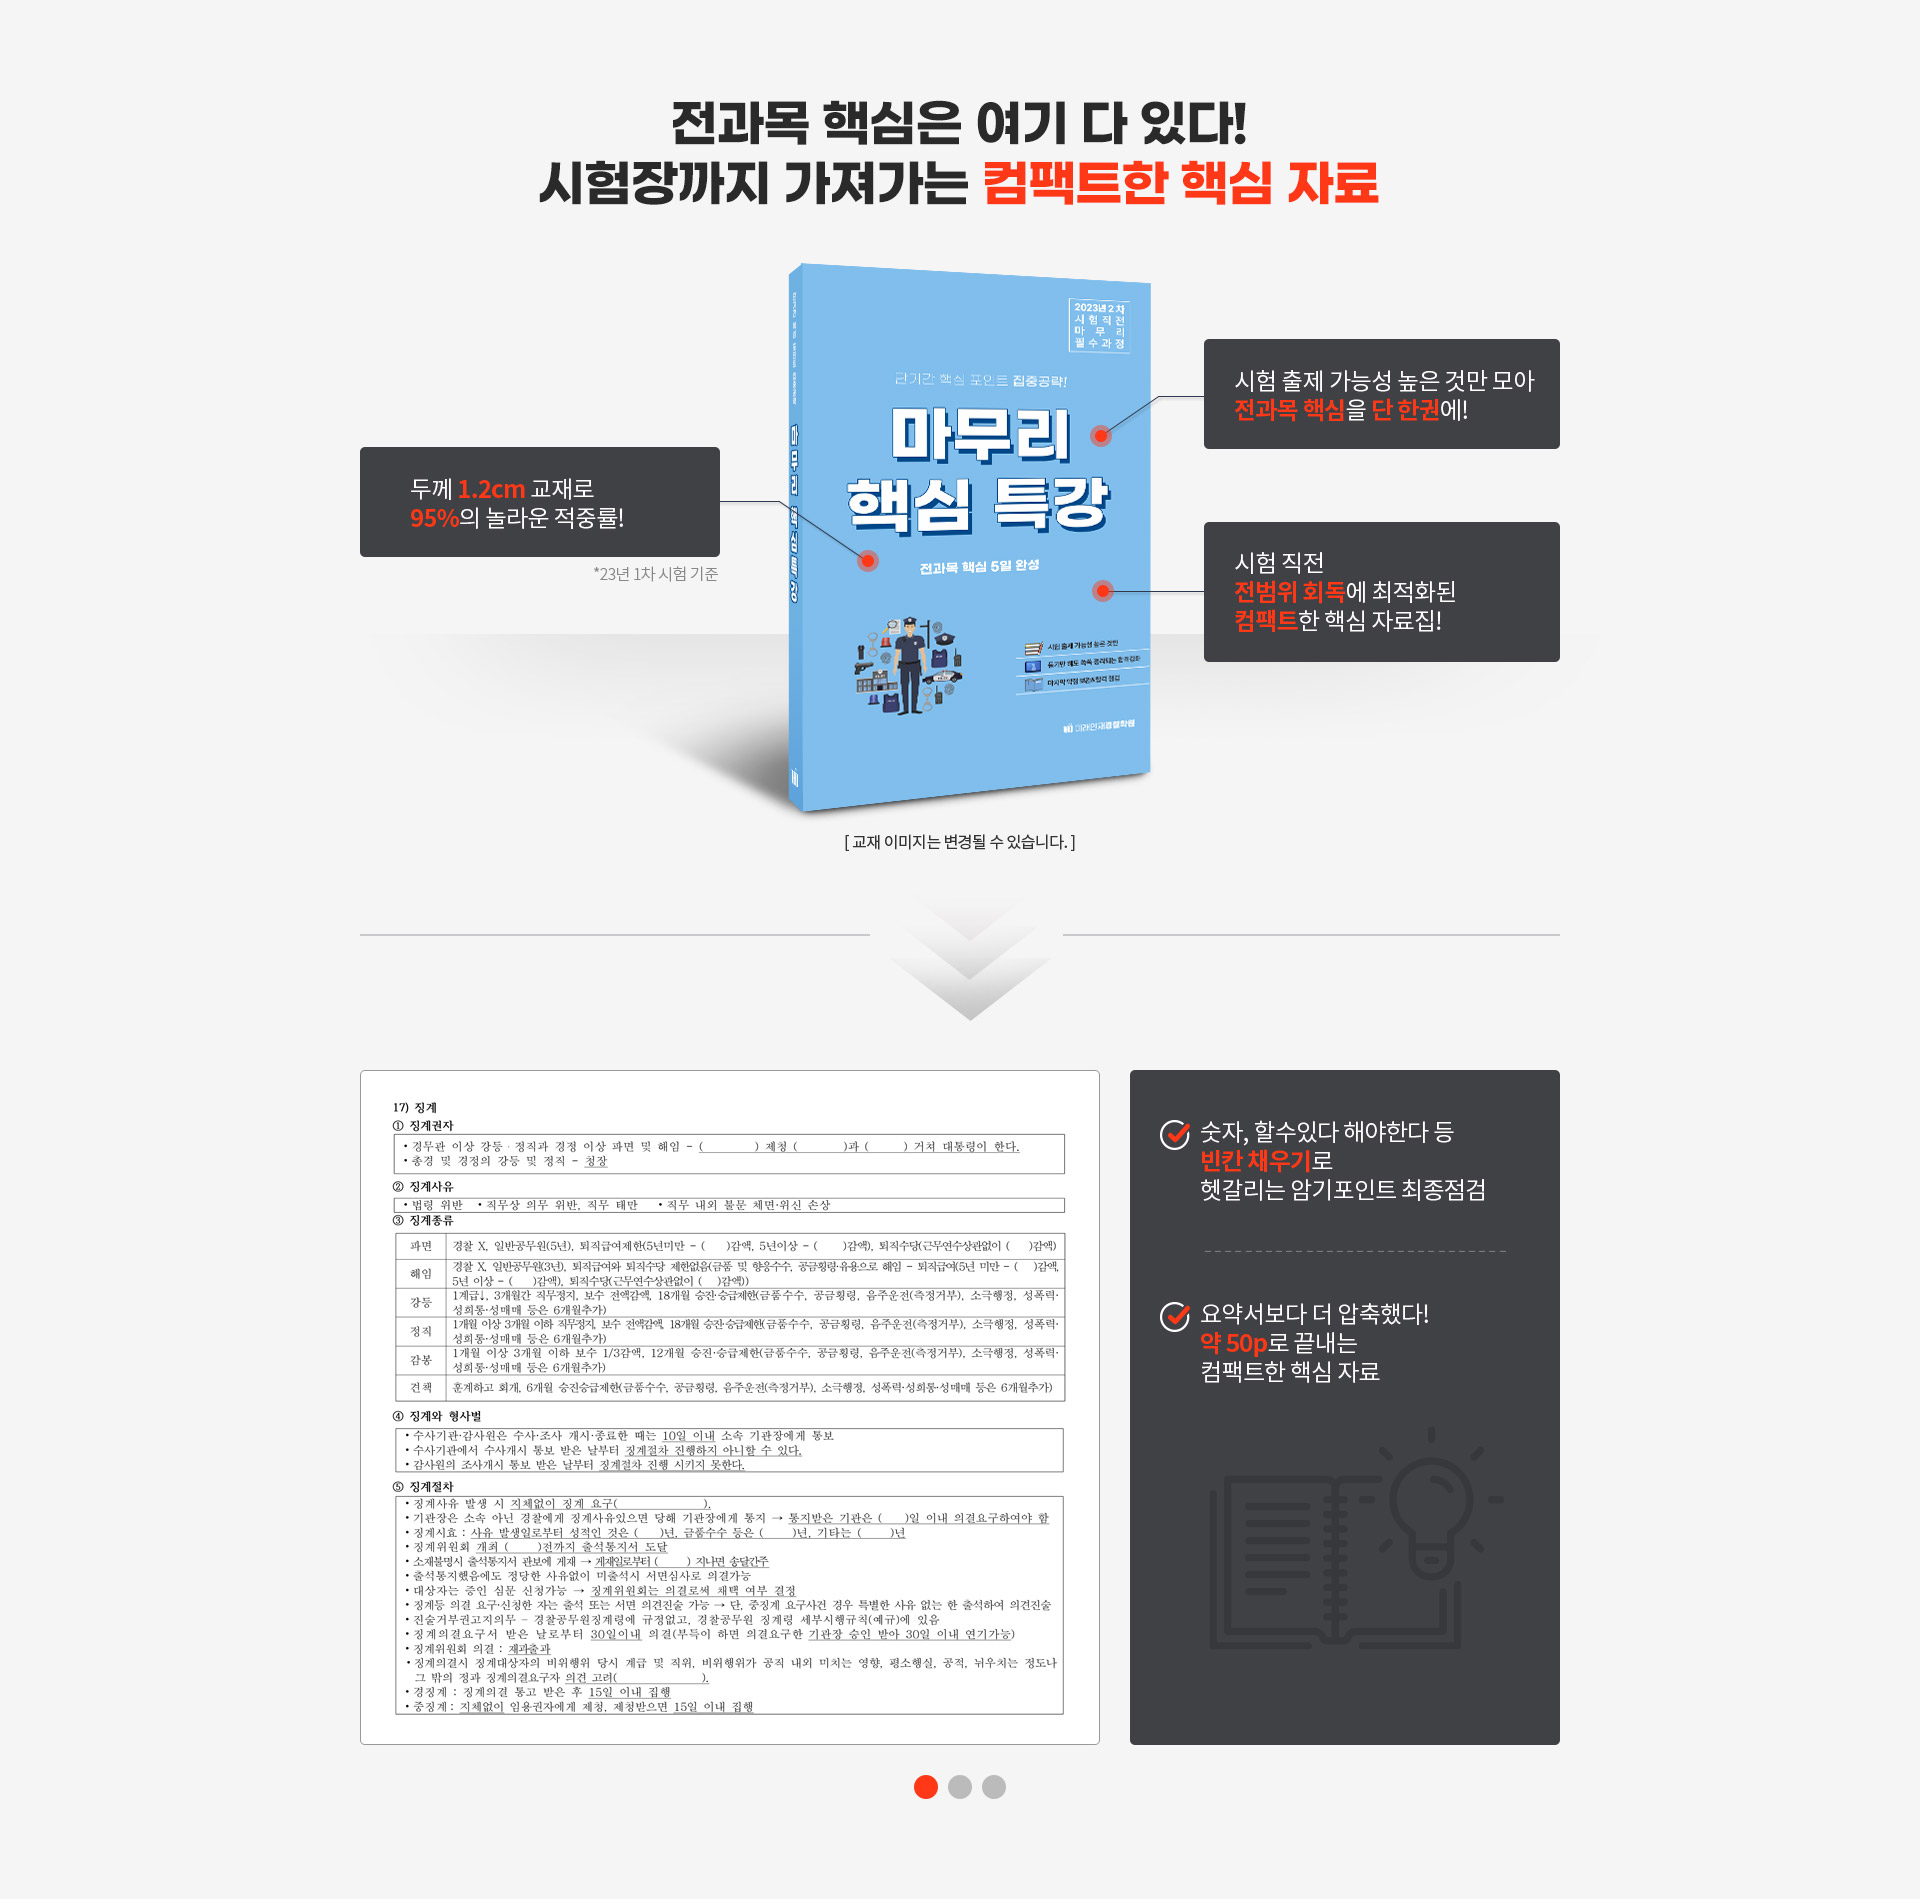 전과목 핵심은 여기 다 있다!
시험장까지 가져가는 컴팩트한 핵심 자료
2023년 2차
시험직전
마무리
필수과정
단기간 핵심 포인트 집중공략!
마무리
핵심 특강
전과목 핵심 5일 완성
시험 출제 가능성 높은 것만
미래인재경찰학원
마무리 핵심특강
두께 1.2cm 교재로
95%의 놀라운 적중률!
*23년 1차 시험 기준
시험 출제 가능성 높은 것만 모아
전과목 핵심을 단 한권에!
시험 직전
전범위 회독에 최적화된
컴팩트한 핵심 자료집!
[ 교재 이미지는 변경될 수 있습니다. ]
17) 징계
① 징계권자
• 경무관 이상 강등·정직과 경정 이상 파면 및 해임 - ( ) 제청 ( )과 ( ) 거쳐 대통령이 한다.
• 총경 및 경정의 강등 및 정직 - 청장
② 징계사유
• 법령 위반 • 직무상 의무 위반, 직무 태만 • 직무 내외 불문 체면·위신 손상
③ 징계종류
파면 경찰 X, 일반공무원(5년), 퇴직급여제한(5년미만 - ( )감액, 5년이상 - ( )감액), 퇴직수당(근무연수상관없이 ( )감액)
해임 경찰 X, 일반공무원(3년), 퇴직급여와 퇴직수당 제한없음(금품 및 향응수수, 공금횡령·유용으로 해임 - 퇴직급여(5년 미만 - ( )감액,
5년 이상 - ( )감액), 퇴직수당(근무연수상관없이 ( )감액))
강등 1계급↓, 3개월간 직무정지, 보수 전액감액, 18개월 승진·승급제한(금품수수, 공금횡령, 음주운전(측정거부), 소극행정, 성폭력·
성희롱·성매매 등은 6개월추가)
정직 1개월 이상 3개월 이하 직무정지, 보수 전액감액, 18개월 승진·승급제한(금품수수, 공금횡령, 음주운전(측정거부), 소극행정, 성폭력·
성희롱·성매매 등은 6개월추가)
감봉 1개월 이상 3개월 이하 보수 1/3감액, 12개월 승진·승급제한(금품수수, 공금횡령, 음주운전(측정거부), 소극행정, 성폭력·
성희롱·성매매 등은 6개월추가)
견책 훈계하고 회개, 6개월 승진승급제한(금품수수, 공금횡령, 음주운전(측정거부), 소극행정, 성폭력·성희롱·성매매 등은 6개월추가)
④ 징계와 형사벌
• 수사기관·감사원은 수사·조사 개시·종료한 때는 10일 이내 소속 기관장에게 통보
• 수사기관에서 수사개시 통보 받은 날부터 징계절차 진행하지 아니할 수 있다.
• 감사원의 조사개시 통보 받은 날부터 징계절차 진행 시키지 못한다.
⑤ 징계절차
• 징계사유 발생 시 지체없이 징계 요구( ).
• 기관장은 소속 아닌 경찰에게 징계사유있으면 당해 기관장에게 통지 → 통지받은 기관은 ( )일 이내 의결요구하여야 함
• 징계시효 : 사유 발생일로부터 성적인 것은 ( )년, 금품수수 등은 ( )년, 기타는 ( )년
• 징계위원회 개최 ( )전까지 출석통지서 도달
• 소재불명시 출석통지서 관보에 게재 → 게재일로부터 ( ) 지나면 송달간주
• 출석통지했음에도 정당한 사유없이 미출석시 서면심사로 의결가능
• 대상자는 증인 심문 신청가능 → 징계위원회는 의결로써 채택 여부 결정
• 징계등 의결 요구·신청한 자는 출석 또는 서면 의견진술 가능 → 단, 중징계 요구사건 경우 특별한 사유 없는 한 출석하여 의견진술
• 진술거부권고지의무 – 경찰공무원징계령에 규정없고, 경찰공무원 징계령 세부시행규칙(예규)에 있음
• 징계의결요구서 받은 날로부터 30일이내 의결(부득이 하면 의결요구한 기관장 승인 받아 30일 이내 연기가능)
• 징계위원회 의결 : 재과출과
• 징계의결시 징계대상자의 비위행위 당시 계급 및 직위, 비위행위가 공직 내외 미치는 영향, 평소행실, 공적, 뉘우치는 정도나
그 밖의 정과 징계의결요구자 의견 고려( ).
• 경징계 : 징계의결 통고 받은 후 15일 이내 집행
• 중징계 : 지체없이 임용권자에게 제청, 제청받으면 15일 이내 집행
숫자, 할수있다 해야한다 등
빈칸 채우기로
헷갈리는 암기포인트 최종점검
요약서보다 더 압축했다!
약 50p로 끝내는
컴팩트한 핵심 자료